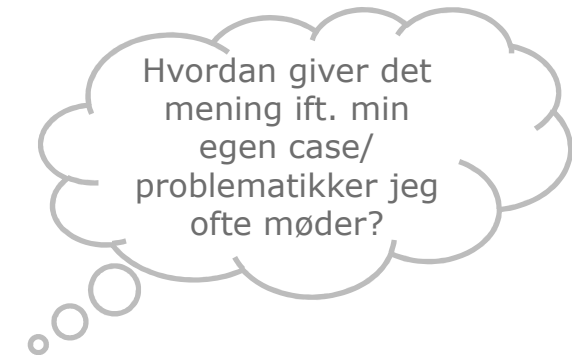 Hvordan giver det
mening ift. min
egen case/
problematikker jeg
ofte møder?